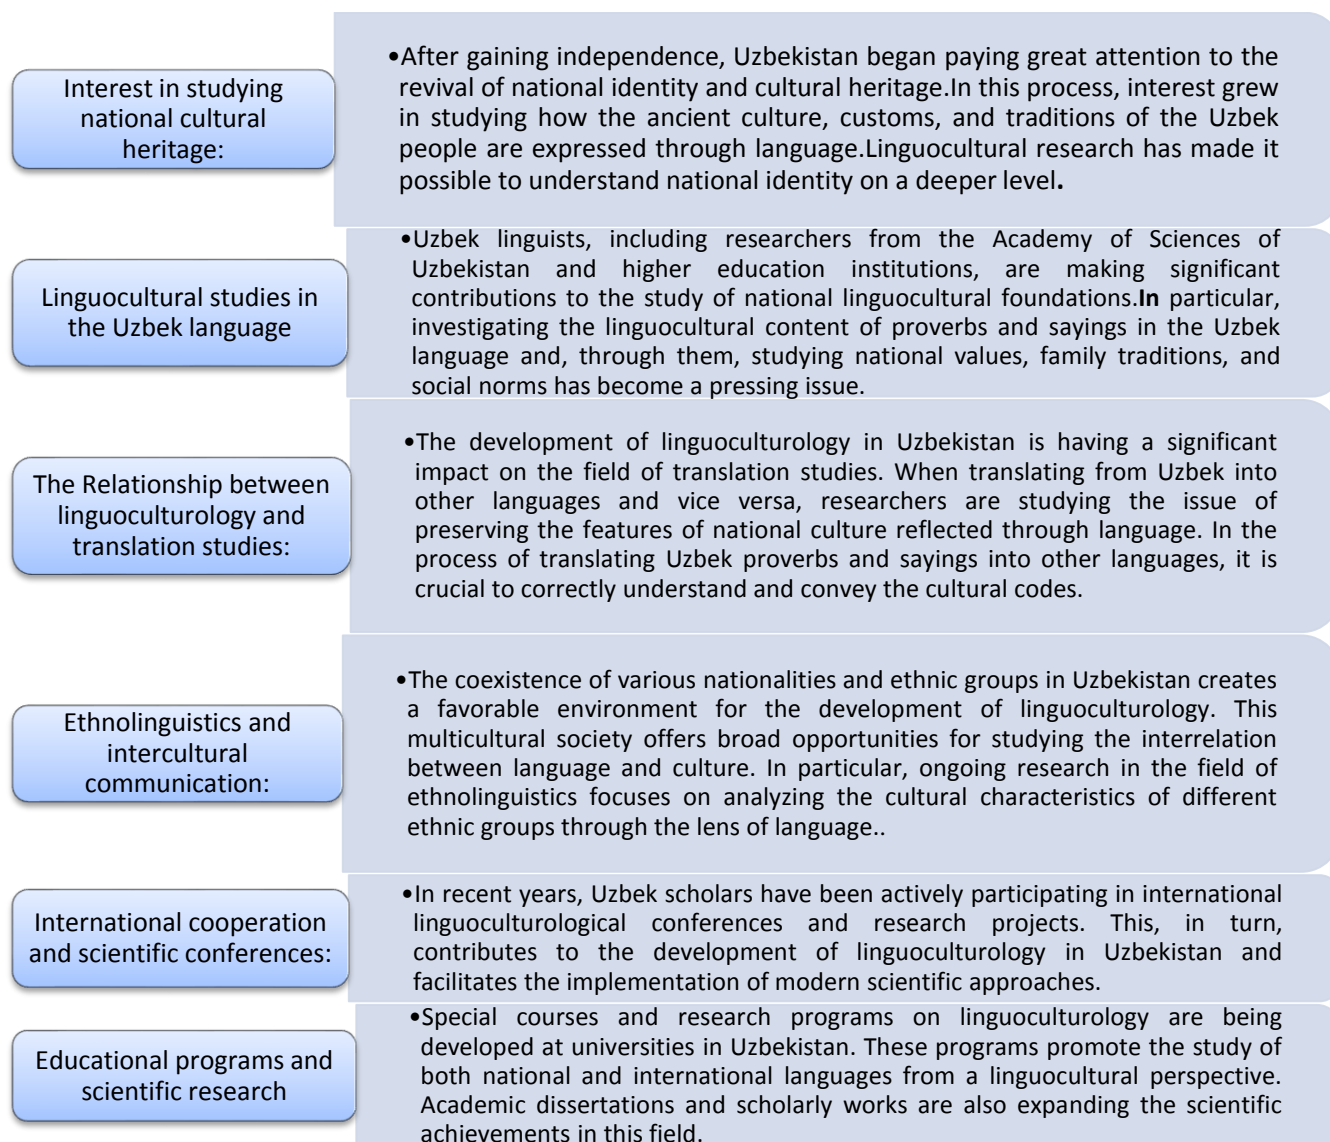 Interest in studying
national cultural
heritage:
•After gaining independence, Uzbekistan began paying great attention to the
revival of national identity and cultural heritage.In this process, interest grew
in studying how the ancient culture, customs, and traditions of the Uzbek
people are expressed through language.Linguocultural research has made it
possible to understand national identity on a deeper level.
Linguocultural studies in
the Uzbek language
•Uzbek linguists, including researchers from the Academy of Sciences of
Uzbekistan and higher education institutions, are making significant
contributions to the study of national linguocultural foundations.In particular,
investigating the linguocultural content of proverbs and sayings in the Uzbek
language and, through them, studying national values, family traditions, and
social norms has become a pressing issue.
The Relationship between
linguoculturology and
translation studies:
•The development of linguoculturology in Uzbekistan is having a significant
impact on the field of translation studies. When translating from Uzbek into
other languages and vice versa, researchers are studying the issue of
preserving the features of national culture reflected through language. In the
process of translating Uzbek proverbs and sayings into other languages, it is
crucial to correctly understand and convey the cultural codes.
Ethnolinguistics and
intercultural
communication:
•The coexistence of various nationalities and ethnic groups in Uzbekistan creates
a favorable environment for the development of linguoculturology. This
multicultural society offers broad opportunities for studying the interrelation
between language and culture. In particular, ongoing research in the field of
ethnolinguistics focuses on analyzing the cultural characteristics of different
ethnic groups through the lens of language..
International cooperation
and scientific conferences:
•In recent years, Uzbek scholars have been actively participating in international
linguoculturological conferences and research projects. This, in turn,
contributes to the development of linguoculturology in Uzbekistan and
facilitates the implementation of modern scientific approaches.
Educational programs and
scientific research
•Special courses and research programs on linguoculturology are being
developed at universities in Uzbekistan. These programs promote the study of
both national and international languages from a linguocultural perspective.
Academic dissertations and scholarly works are also expanding the scientific
achievements in this field.